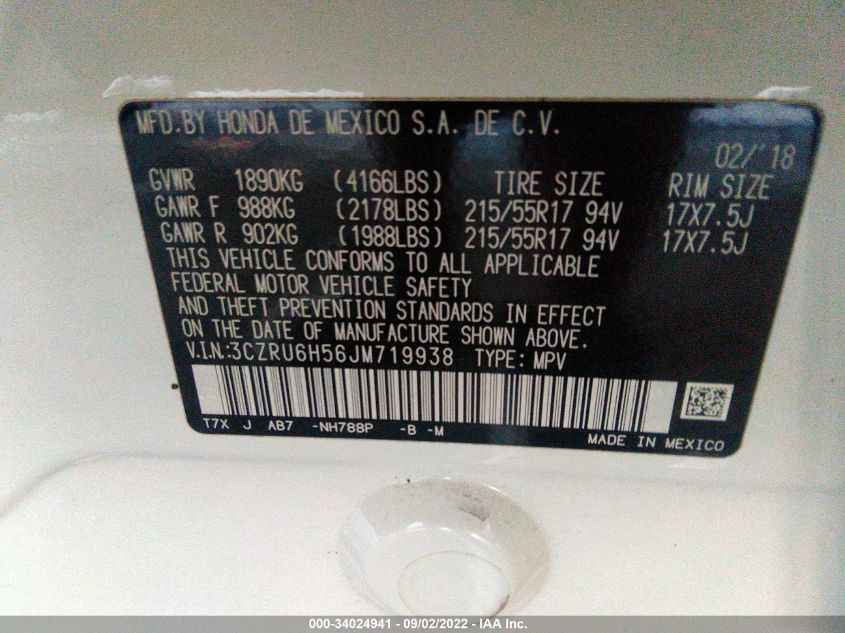 MFD.BY HONDA DE MEXICO S.A. DE C.V.
02/'18
GVWR 1890KG (4166LBS) TIRE SIZE RIM SIZE
GAWR F 988KG (2178LBS) 215/55R17 94V 17X7.5J
GAWR R 902KG (1988LBS) 215/55R17 94V 17X7.5J
THIS VEHICLE CONFORMS TO ALL APPLICABLE
FEDERAL MOTOR VEHICLE SAFETY
AND THEFT PREVENTION STANDARDS IN EFFECT
ON THE DATE OF MANUFACTURE SHOWN ABOVE.
V.I.N.:3CZRU6H56JM719938 TYPE: MPV
T7X J AB7 -NH788P -B -M
MADE IN MEXICO
000-34024941 - 09/02/2022 - IAA Inc.